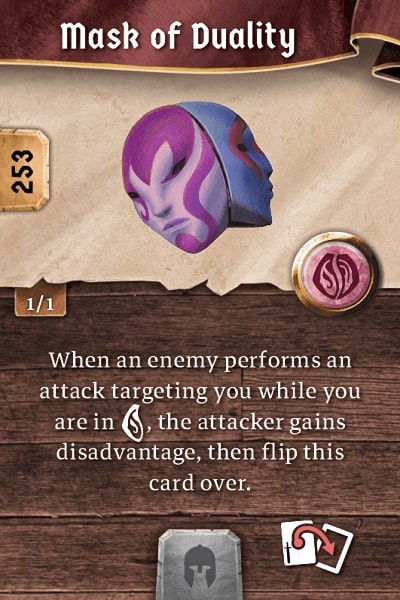 Mask of Duality
253
1/1
When an enemy performs an
attack targeting you while you
are in , the attacker gains
disadvantage, then flip this
card over.